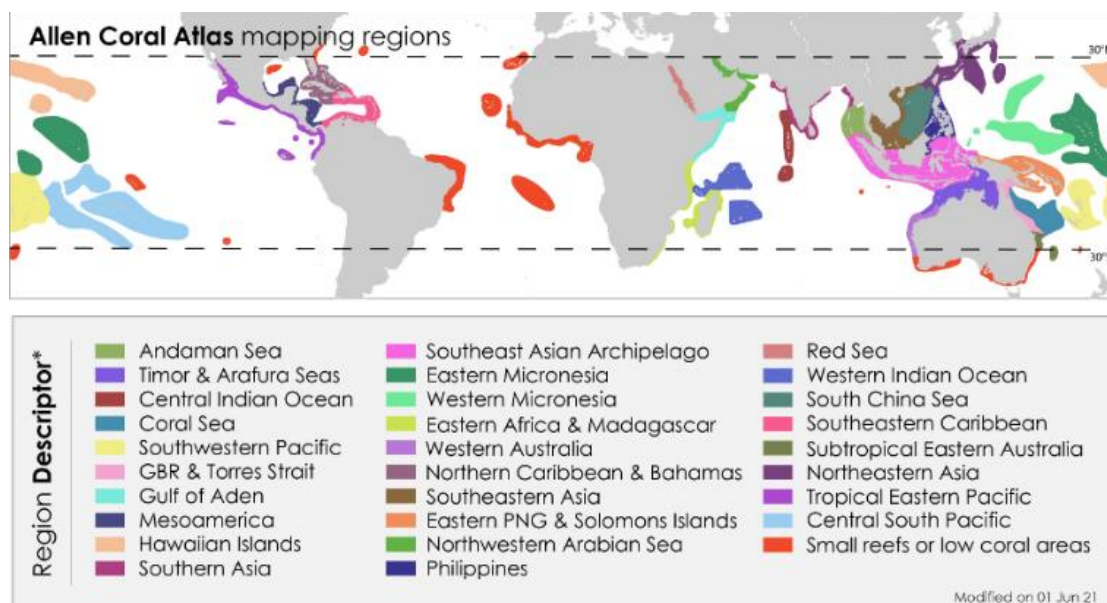 Allen Coral Atlas mapping regions
30°
30°
Region Descriptor*
Andaman Sea
Timor & Arafura Seas
Central Indian Ocean
Coral Sea
Southwestern Pacific
GBR & Torres Strait
Gulf of Aden
Mesoamerica
Hawaiian Islands
Southern Asia
Southeast Asian Archipelago
Eastern Micronesia
Western Micronesia
Eastern Africa & Madagascar
Western Australia
Northern Caribbean & Bahamas
Southeastern Asia
Eastern PNG & Solomons Islands
Northwestern Arabian Sea
Philippines
Red Sea
Western Indian Ocean
South China Sea
Southeastern Caribbean
Subtropical Eastern Australia
Northeastern Asia
Tropical Eastern Pacific
Central South Pacific
Small reefs or low coral areas
Modified on 01 Jun 21